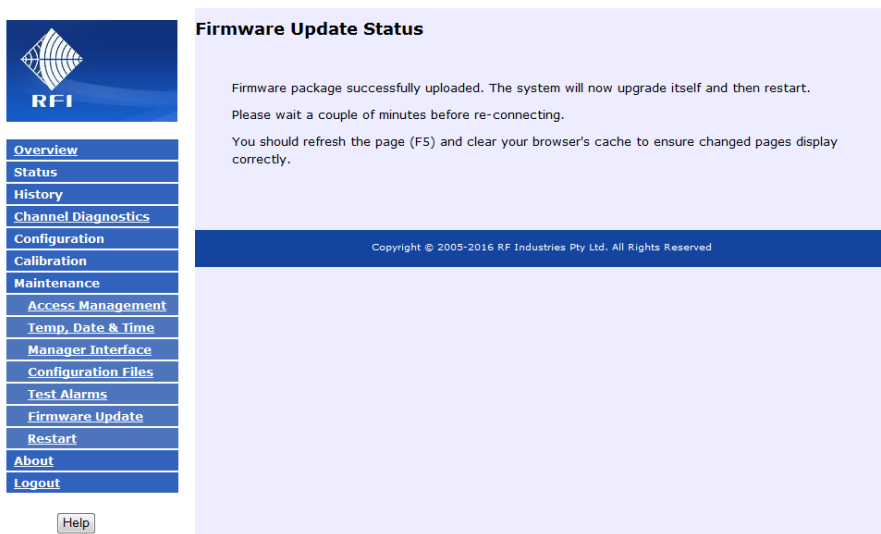 RFI
Overview
Status
History
Channel Diagnostics
Configuration
Calibration
Maintenance
Access Management
Temp, Date & Time
Manager Interface
Configuration Files
Test Alarms
Firmware Update
Restart
About
Logout
Help
Firmware Update Status
Firmware package successfully uploaded. The system will now upgrade itself and then restart.
Please wait a couple of minutes before re-connecting.
You should refresh the page (F5) and clear your browser's cache to ensure changed pages display
correctly.
Copyright © 2005-2016 RF Industries Pty Ltd. All Rights Reserved